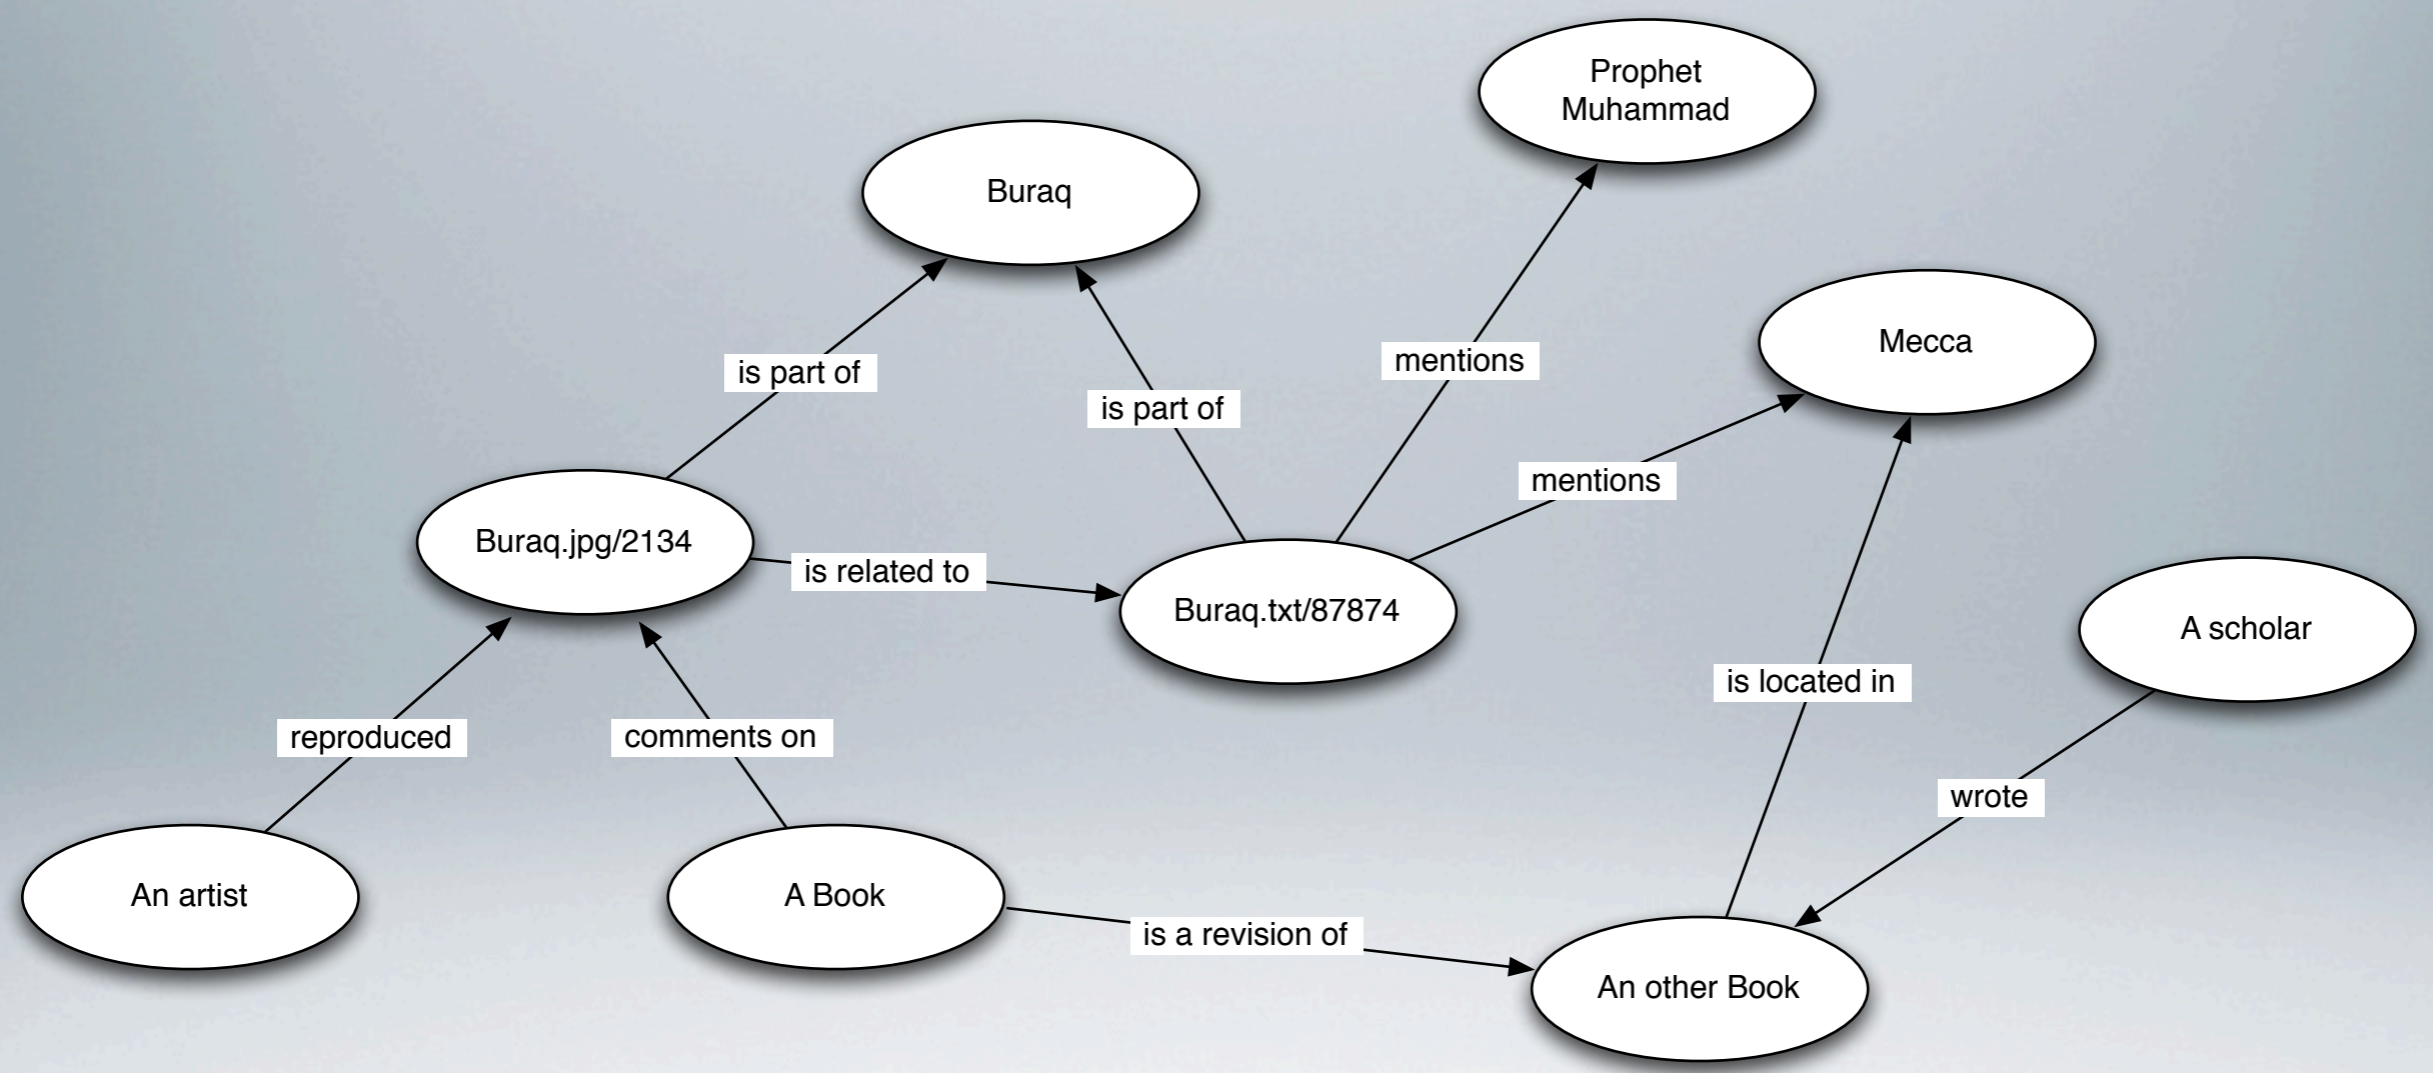 Prophet
Muhammad
Buraq
Mecca
mentions
is part of
is part of
mentions
Buraq.jpg/2134
is related to
Buraq.txt/87874
A scholar
is located in
reproduced
comments on
wrote
An artist
A Book
is a revision of
An other Book